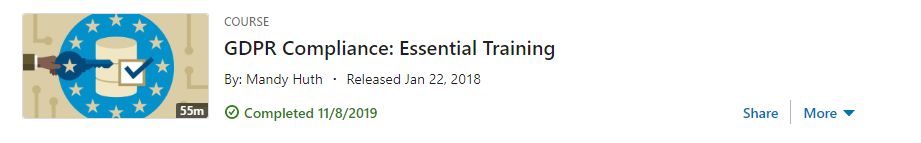 COURSE
GDPR Compliance: Essential Training
By: Mandy Huth · Released Jan 22, 2018
55m
Completed 11/8/2019
Share More